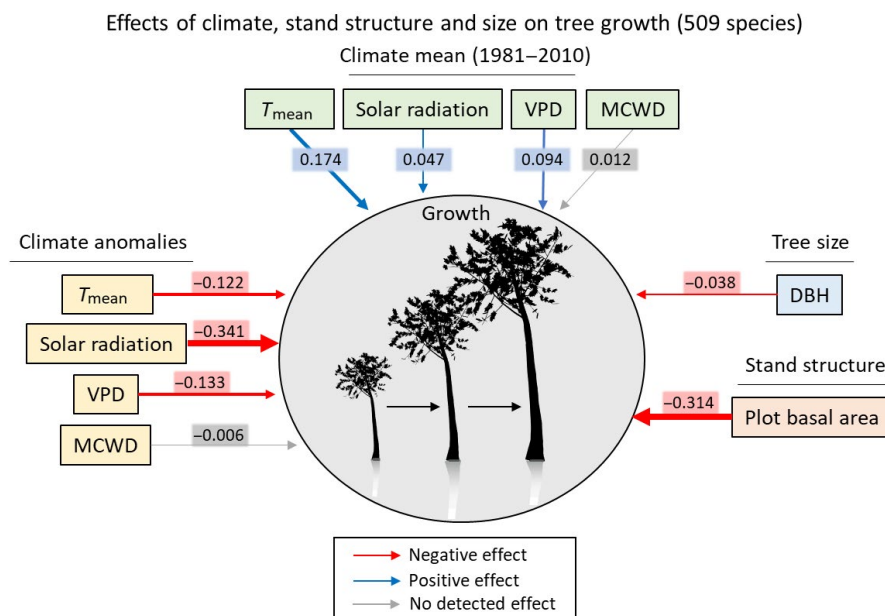 Effects of climate, stand structure and size on tree growth (509 species)
Climate mean (1981–2010)
Tmean
Solar radiation
VPD
MCWD
0.174
0.047
0.094
0.012
Growth
Climate anomalies
Tmean
−0.122
Solar radiation
−0.341
VPD
−0.133
MCWD
−0.006
Tree size
DBH
−0.038
Stand structure
Plot basal area
−0.314
Negative effect
Positive effect
No detected effect